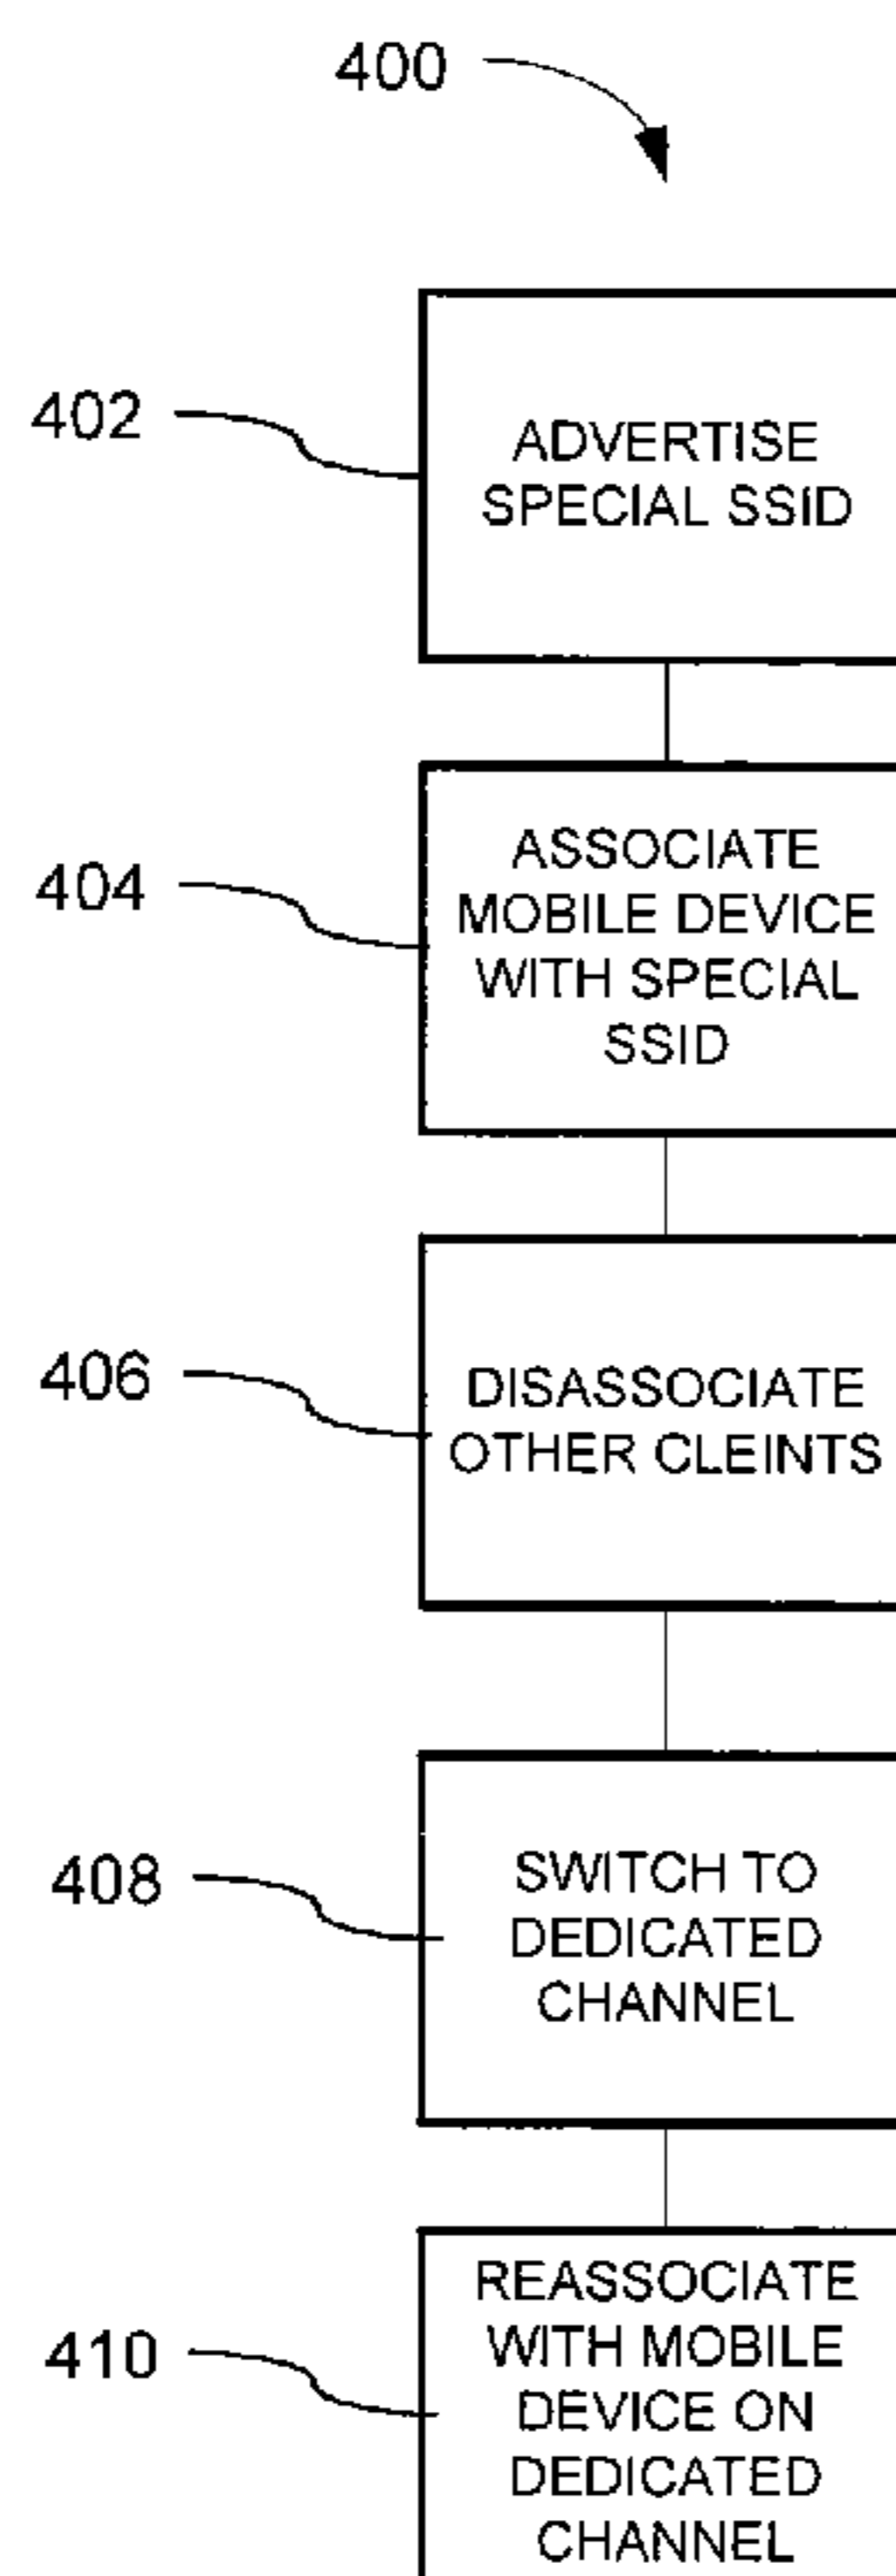 400
402
ADVERTISE
SPECIAL SSID
404
ASSOCIATE
MOBILE DEVICE
WITH SPECIAL
SSID
406
DISASSOCIATE
OTHER CLEINTS
408
SWITCH TO
DEDICATED
CHANNEL
410
REASSOCIATE
WITH MOBILE
DEVICE ON
DEDICATED
CHANNEL